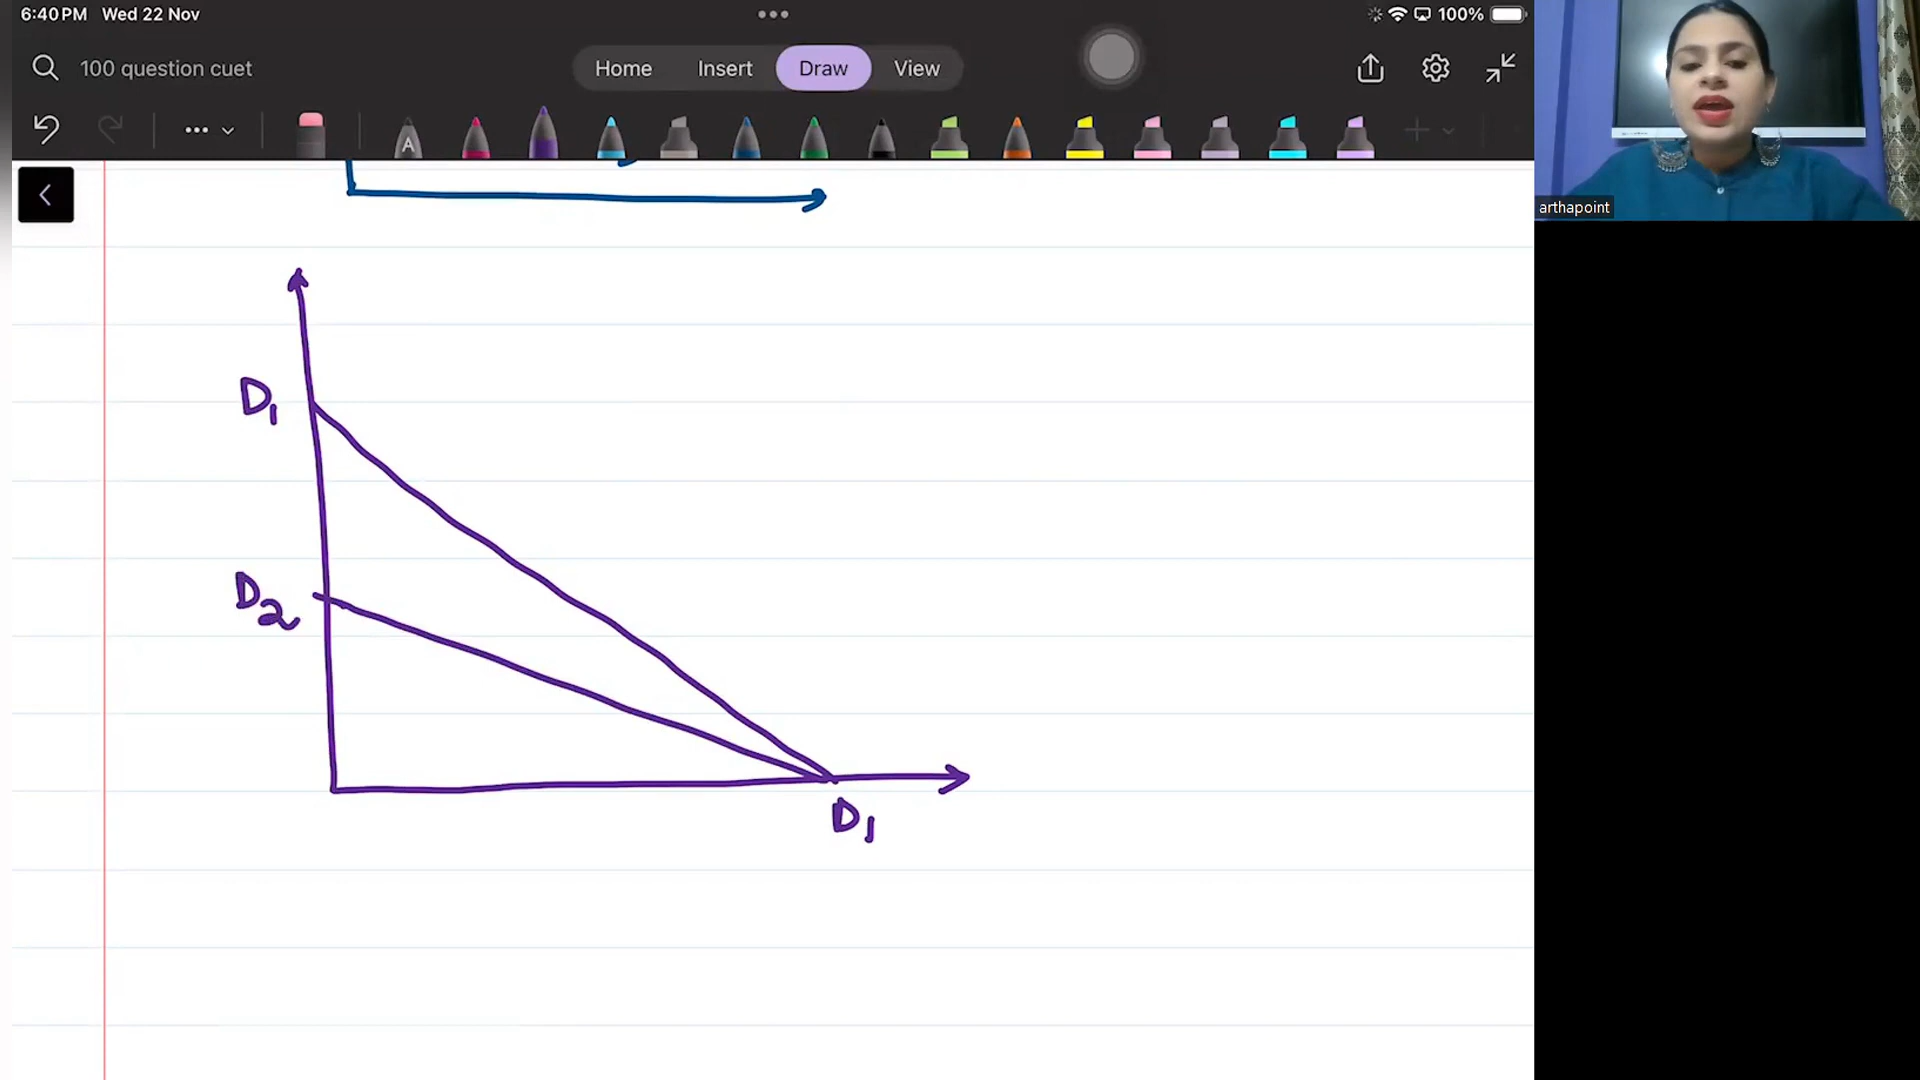 6:40 PM Wed 22 Nov
100%
100 question cuet
Home Insert Draw View
A
arthapoint
D1
D2
D1